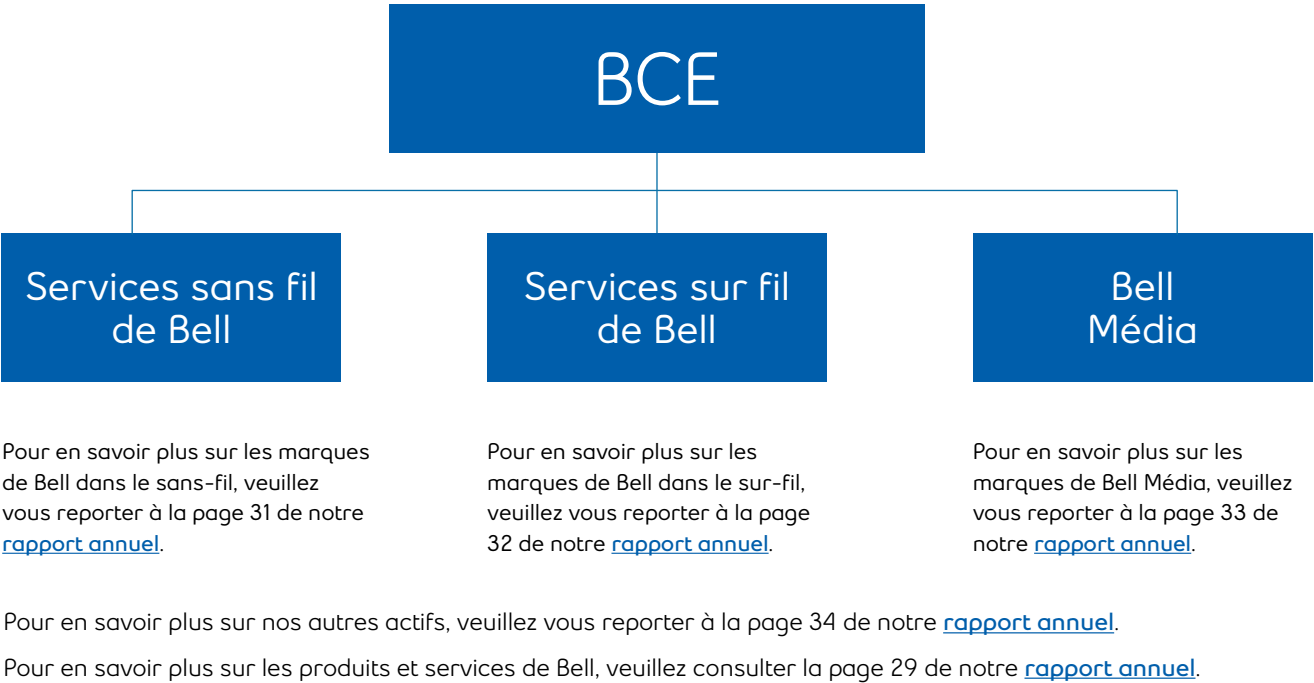 BCE
Services sans fil
de Bell
Services sur fil
de Bell
Bell
Média
Pour en savoir plus sur les marques
de Bell dans le sans-fil, veuillez
vous reporter à la page 31 de notre
rapport annuel.
Pour en savoir plus sur les
marques de Bell dans le sur-fil,
veuillez vous reporter à la page
32 de notre rapport annuel.
Pour en savoir plus sur les
marques de Bell Média, veuillez
vous reporter à la page 33 de
notre rapport annuel.
Pour en savoir plus sur nos autres actifs, veuillez vous reporter à la page 34 de notre rapport annuel.
Pour en savoir plus sur les produits et services de Bell, veuillez consulter la page 29 de notre rapport annuel.